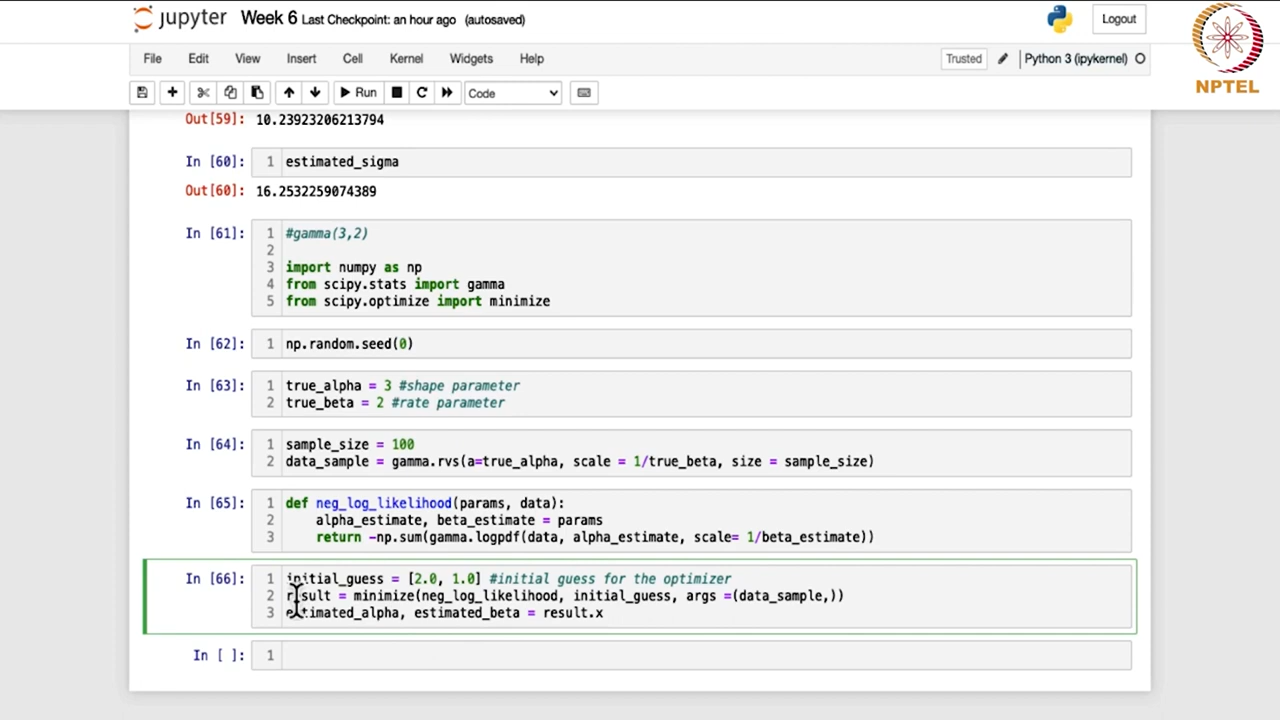 jupyter Week 6 Last Checkpoint: an hour ago (autosaved)
Logout
File Edit View Insert Cell Kernel Widgets Help
Trusted Python 3 (ipykernel)
NPTEL
Run Code
Out[59]: 10.23923206213794
In [60]: 1 estimated_sigma
Out[60]: 16.2532259074389
In [61]: 1 #gamma(3,2)
2
3 import numpy as np
4 from scipy.stats import gamma
5 from scipy.optimize import minimize
In [62]: 1 np.random.seed(0)
In [63]: 1 true_alpha = 3 #shape parameter
2 true_beta = 2 #rate parameter
In [64]: 1 sample_size = 100
2 data_sample = gamma.rvs(a=true_alpha, scale = 1/true_beta, size = sample_size)
In [65]: 1 def neg_log_likelihood(params, data):
2 alpha_estimate, beta_estimate = params
3 return -np.sum(gamma.logpdf(data, alpha_estimate, scale= 1/beta_estimate))
In [66]: 1 initial_guess = [2.0, 1.0] #initial guess for the optimizer
2 result = minimize(neg_log_likelihood, initial_guess, args =(data_sample,))
3 estimated_alpha, estimated_beta = result.x
In [ ]: 1